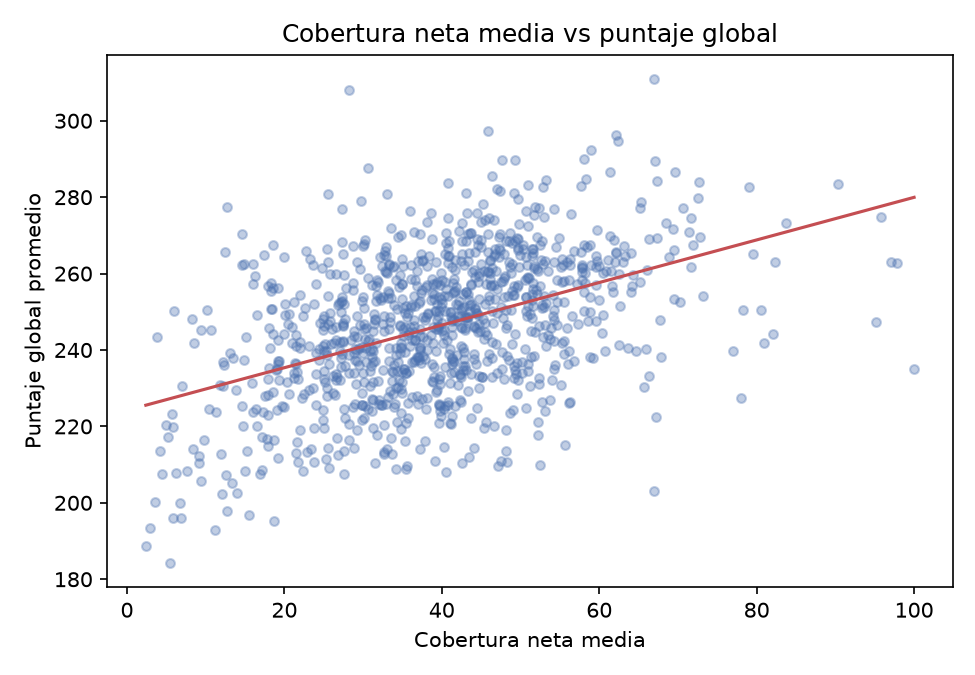 Cobertura neta media vs puntaje global
300
280
260
240
220
200
180
Puntaje global promedio
0 20 40 60 80 100
Cobertura neta media